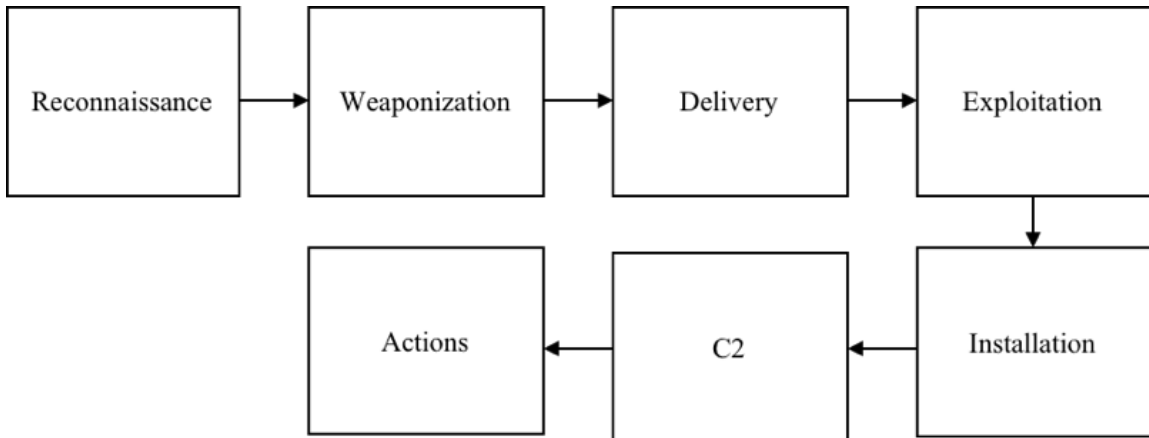 Reconnaissance
Weaponization
Delivery
Exploitation
Installation
C2
Actions